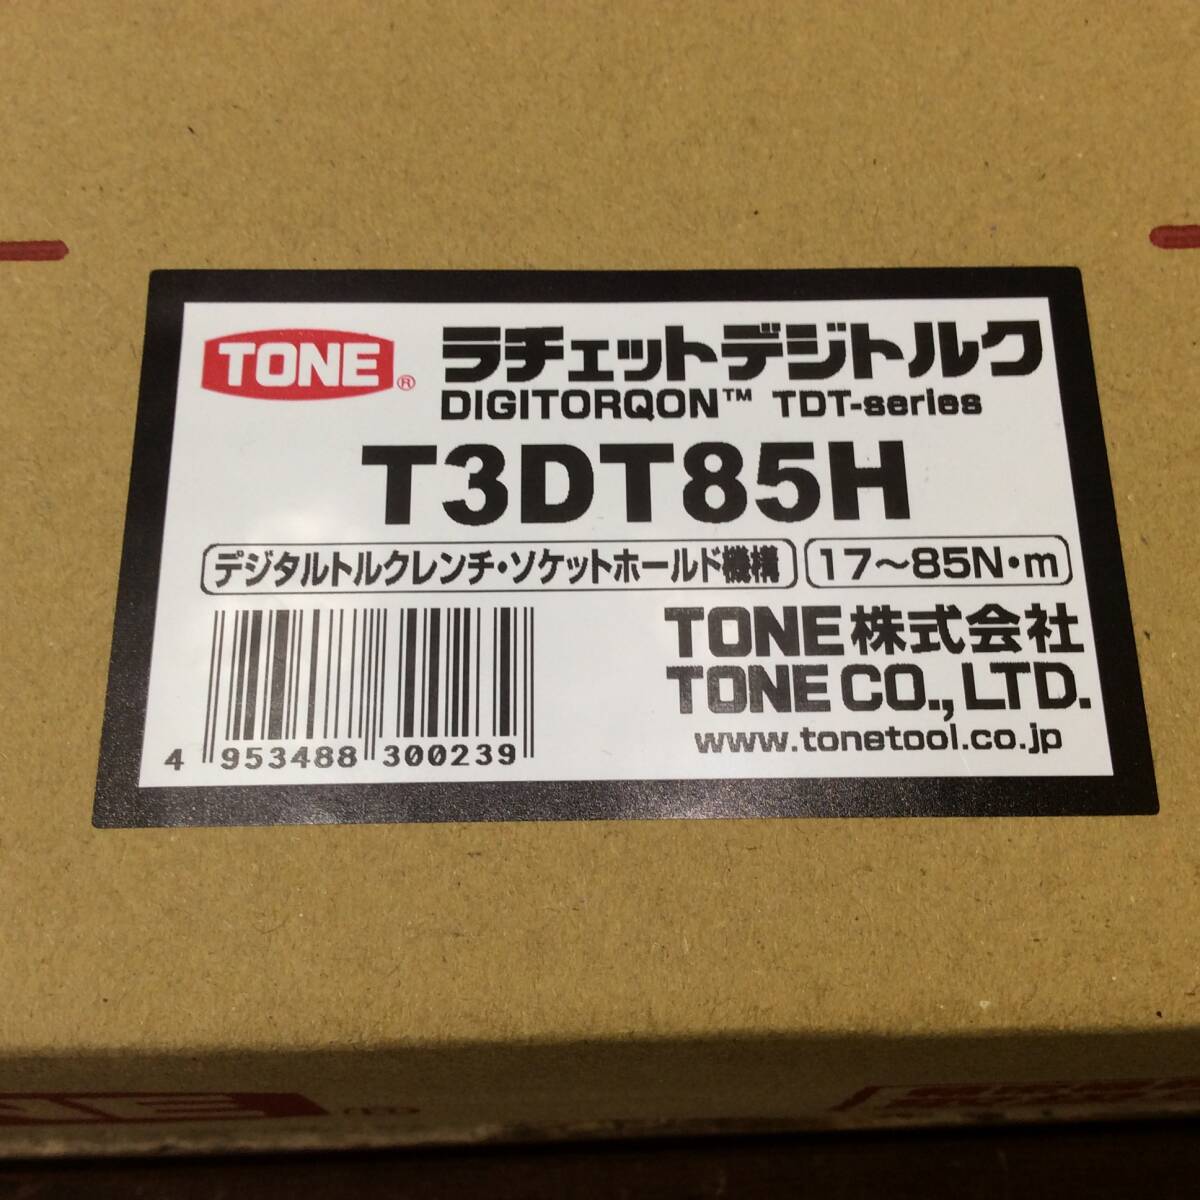 TONE®
ラチェットデジトルク
DIGITORQON™ TDT-series
T3DT85H
デジタルトルクレンチ・ソケットホールド機構
17～85N・m
TONE株式会社
TONE CO., LTD.
www.tonetool.co.jp
4 953488 300239